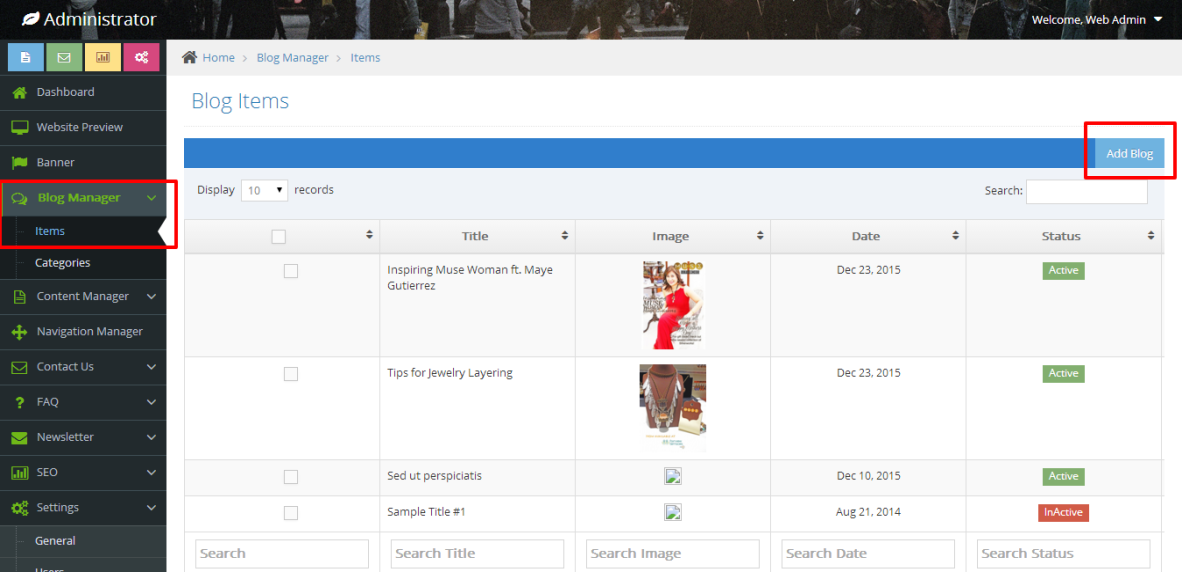 Administrator
Welcome, Web Admin
Home > Blog Manager > Items
Dashboard
Website Preview
Banner
Blog Manager
Items
Categories
Content Manager
Navigation Manager
Contact Us
FAQ
Newsletter
SEO
Settings
General
Users
Blog Items
Add Blog
Display 10 records
Search:
Title Image Date Status
Inspiring Muse Woman ft. Maye Dec 23, 2015 Active
Gutierrez
Tips for Jewelry Layering Dec 23, 2015 Active
Sed ut perspiciatis Dec 10, 2015 Active
Sample Title #1 Aug 21, 2014 InActive
Search Search Title Search Image Search Date Search Status